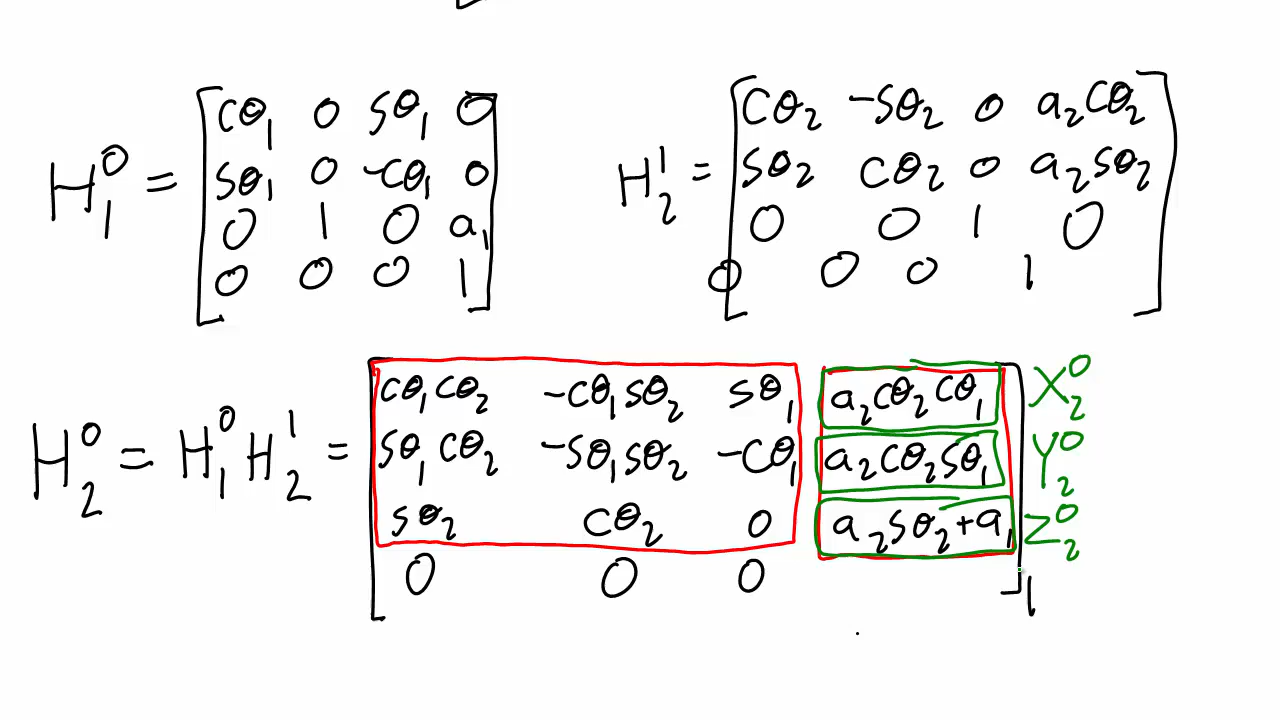 H₁⁰ = [ cθ₁ 0 sθ₁ 0
sθ₁ 0 -cθ₁ 0
0 1 0 a₁
0 0 0 1 ]
H₂¹ = [ cθ₂ -sθ₂ 0 a₂cθ₂
sθ₂ cθ₂ 0 a₂sθ₂
0 0 1 0
0 0 0 1 ]
H₂⁰ = H₁⁰ H₂¹ = [ cθ₁cθ₂ -cθ₁sθ₂ sθ₁ a₂cθ₂cθ₁ X₂⁰
sθ₁cθ₂ -sθ₁sθ₂ -cθ₁ a₂cθ₂sθ₁ Y₂⁰
sθ₂ cθ₂ 0 a₂sθ₂+a₁ Z₂⁰
0 0 0 1 ]